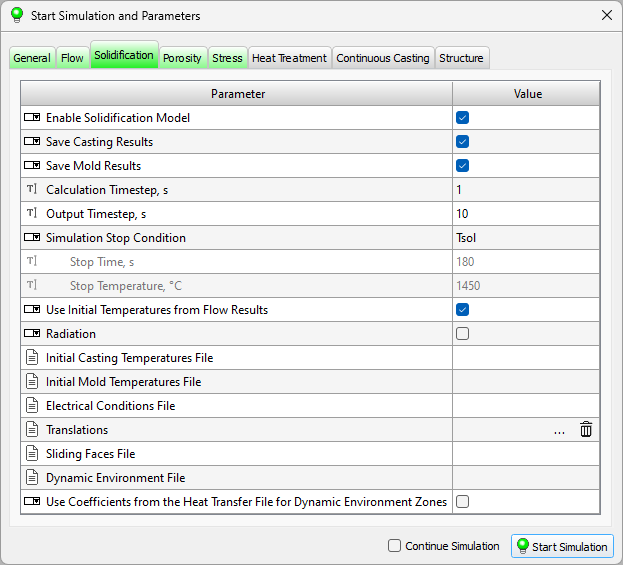 Start Simulation and Parameters
General Flow Solidification Porosity Stress Heat Treatment Continuous Casting Structure
Parameter Value
Enable Solidification Model
Save Casting Results
Save Mold Results
Calculation Timestep, s 1
Output Timestep, s 10
Simulation Stop Condition Tsol
Stop Time, s 180
Stop Temperature, °C 1450
Use Initial Temperatures from Flow Results
Radiation
Initial Casting Temperatures File
Initial Mold Temperatures File
Electrical Conditions File
Translations ...
Sliding Faces File
Dynamic Environment File
Use Coefficients from the Heat Transfer File for Dynamic Environment Zones
Continue Simulation Start Simulation